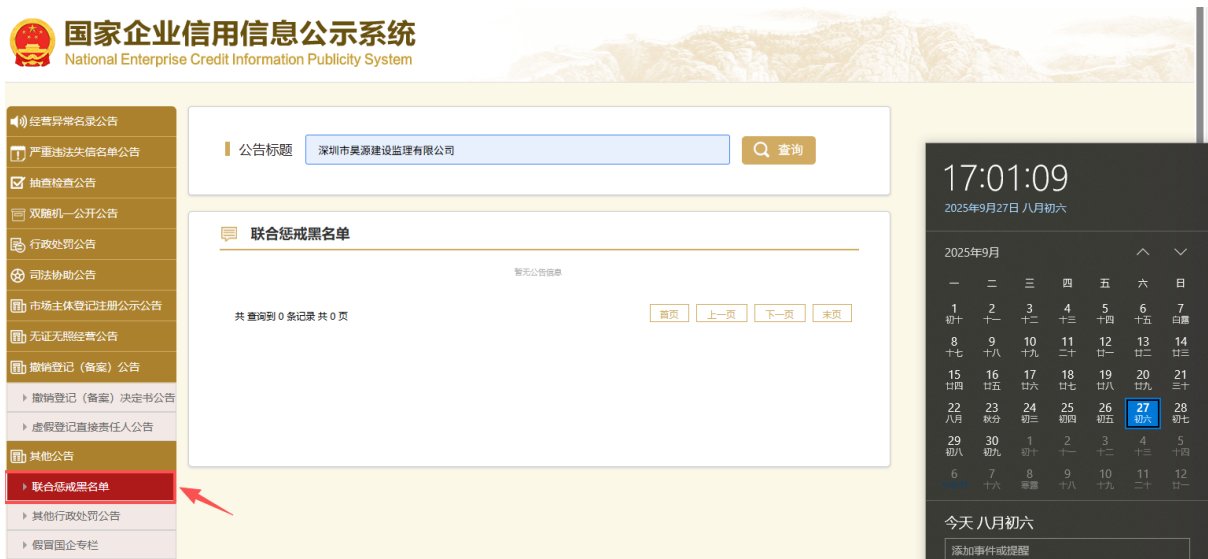 国家企业信用信息公示系统
National Enterprise Credit Information Publicity System
经营异常名录公告
严重违法失信名单公告
抽查检查公告
双随机一公开公告
行政处罚公告
司法协助公告
市场主体登记注册公示公告
无证无照经营公告
撤销登记（备案）公告
撤销登记（备案）决定书公告
虚假登记直接责任人公告
其他公告
联合惩戒黑名单
其他行政处罚公告
假冒国企专栏
公告标题
深圳市昊源建设监理有限公司
查询
联合惩戒黑名单
暂无公告信息
共 查询到 0 条记录 共 0 页
首页 上一页 下一页 末页
17:01:09
2025年9月27日 八月初六
2025年9月
一 二 三 四 五 六 日
1 2 3 4 5 6 7
初十 十一 十二 十三 十四 十五 白露
8 9 10 11 12 13 14
十七 十八 十九 二十 廿一 廿二 廿三
15 16 17 18 19 20 21
廿四 廿五 廿六 廿七 廿八 廿九 三十
22 23 24 25 26 27 28
八月 秋分 初三 初四 初五 初六 初七
29 30 1 2 3 4 5
初八 初九 初十 十一 十二 十三 十四
6 7 8 9 10 11 12
十六 寒露 十八 十九 二十 廿一
今天 八月初六
添加事件或提醒